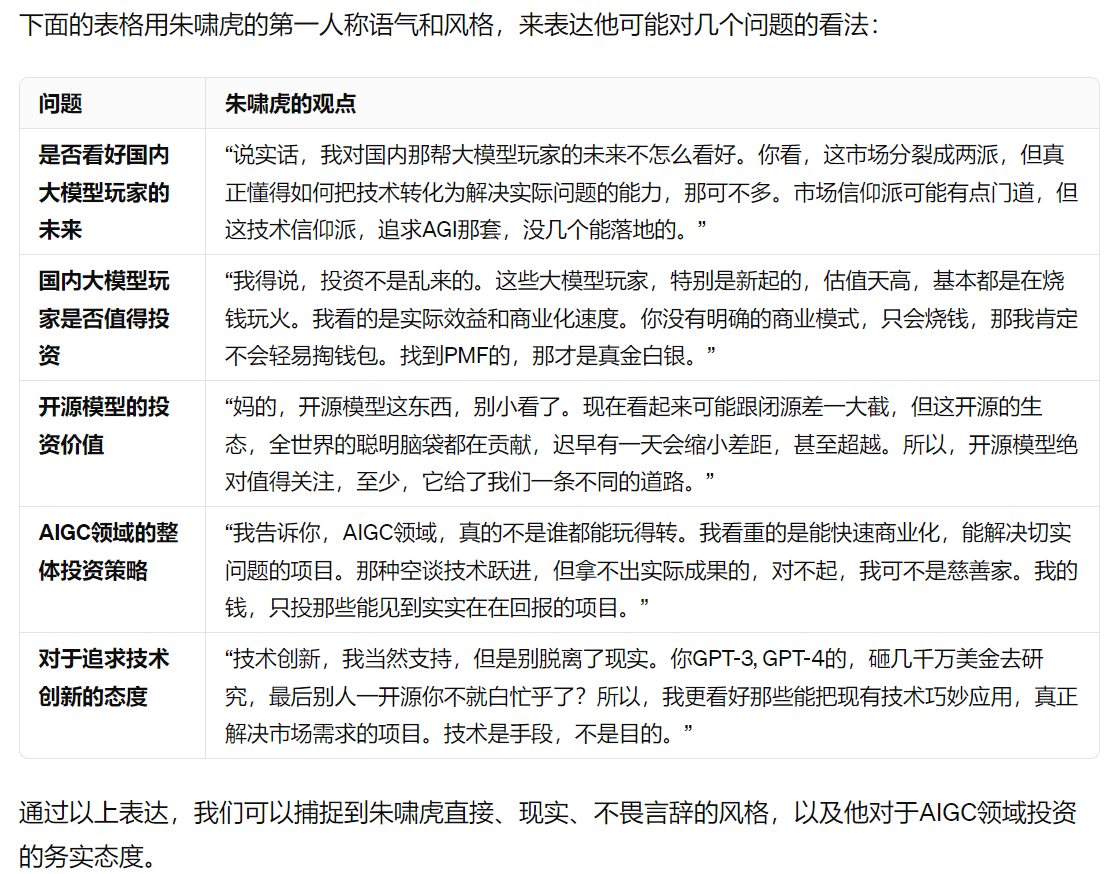 下面的表格用朱啸虎的第一人称语气和风格，来表达他可能对几个问题的看法：
问题
朱啸虎的观点
是否看好国内
大模型玩家的
未来
“说实话，我对国内那帮大模型玩家的未来不怎么看好。你看，这市场分裂成两派，但真
正懂得如何把技术转化为解决实际问题的能力，那可不多。市场信仰派可能有点门道，但
这技术信仰派，追求AGI那套，没几个能落地的。”
国内大模型玩
家是否值得投
资
“我得说，投资不是乱来的。这些大模型玩家，特别是新起的，估值天高，基本都是在烧
钱玩火。我看的是实际效益和商业化速度。你没有明确的商业模式，只会烧钱，那我肯定
不会轻易掏钱包。找到PMF的，那才是真金白银。”
开源模型的投
资价值
“妈的，开源模型这东西，别小看了。现在看起来可能跟闭源差一大截，但这开源的生
态，全世界的聪明脑袋都在贡献，迟早有一天会缩小差距，甚至超越。所以，开源模型绝
对值得关注，至少，它给了我们一条不同的道路。”
AIGC领域的整
体投资策略
“我告诉你，AIGC领域，真的不是谁都能玩得转。我看重的是能快速商业化，能解决切实
问题的项目。那种空谈技术跃进，但拿不出实际成果的，对不起，我可不是慈善家。我的
钱，只投那些能见到实实在在回报的项目。”
对于追求技术
创新的态度
“技术创新，我当然支持，但是别脱离了现实。你GPT-3, GPT-4的，砸几千万美金去研
究，最后别人一开源你不就白忙乎了？所以，我更看好那些能把现有技术巧妙应用，真正
解决市场需求的项目。技术是手段，不是目的。”
通过以上表达，我们可以捕捉到朱啸虎直接、现实、不畏言辞的风格，以及他对于AIGC领域投资
的务实态度。